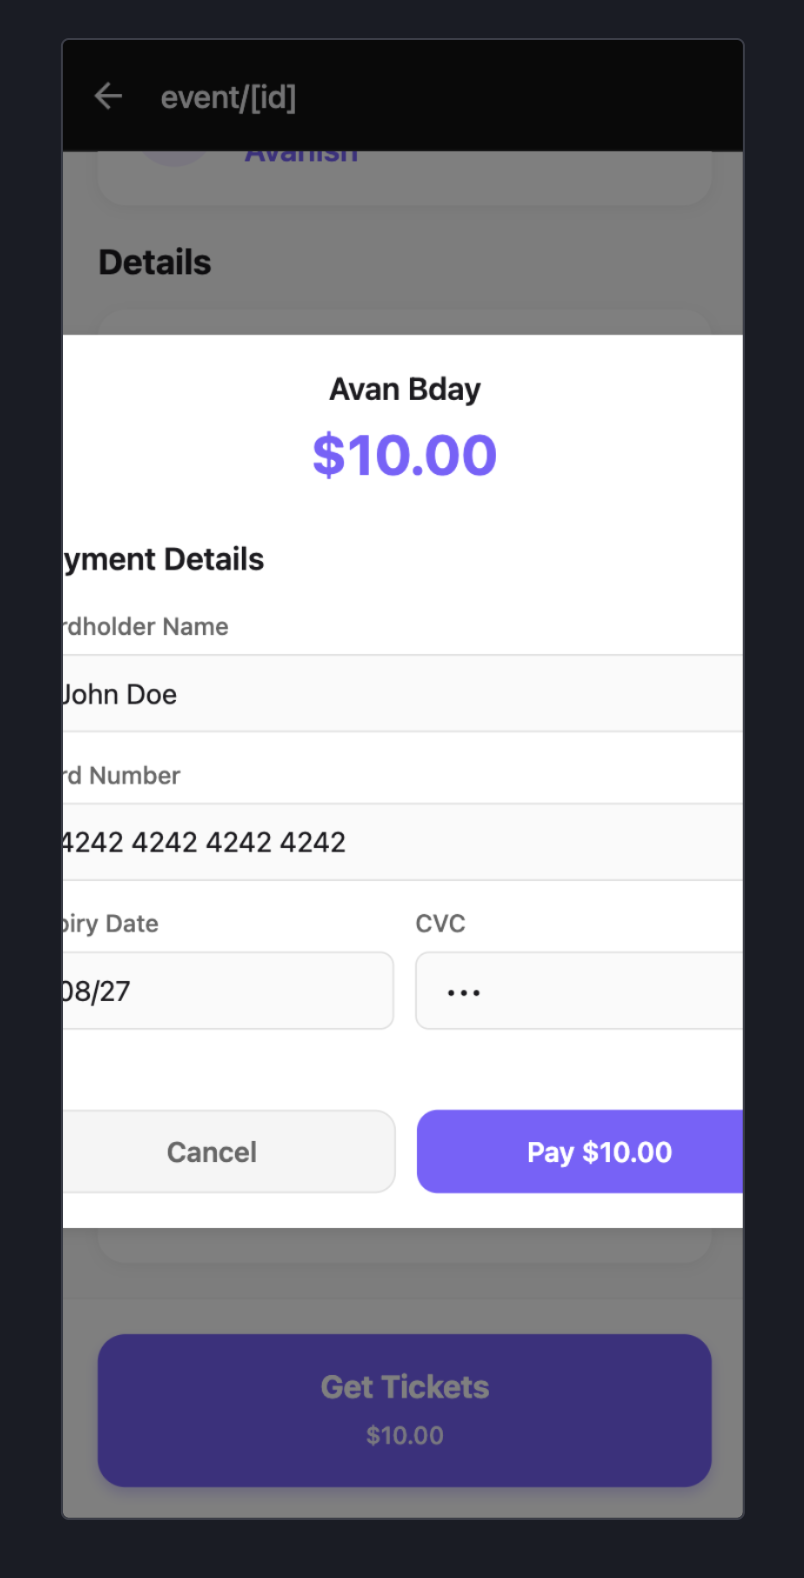 event/[id]
Avanish
Details
Avan Bday
$10.00
yment Details
rdholder Name
John Doe
rd Number
4242 4242 4242 4242
piry Date
CVC
08/27
•••
Cancel
Pay $10.00
Get Tickets
$10.00